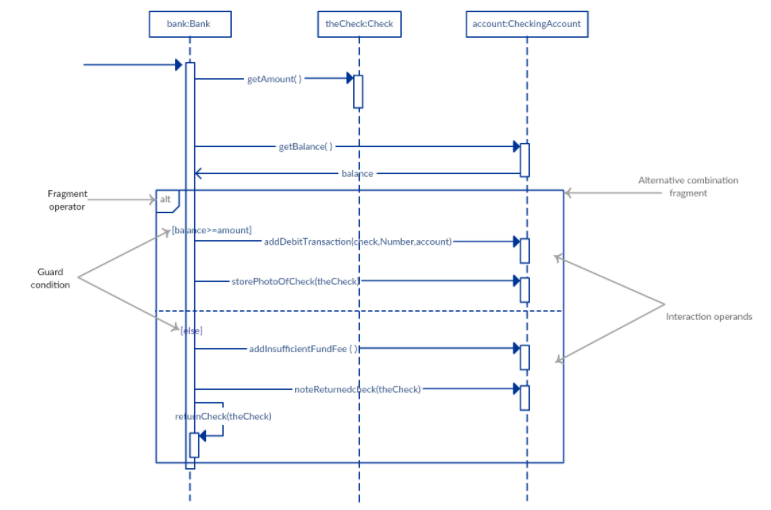 bank:Bank
theCheck:Check
account:CheckingAccount
getAmount( )
getBalance( )
balance
Alternative combination
fragment
Fragment
operator
alt
[balance>=amount]
addDebitTransaction(check,Number,account)
Guard
condition
storePhotoOfCheck(theCheck)
Interaction operands
[else]
addInsufficientFundFee ( )
noteReturnedcheck(theCheck)
returnCheck(theCheck)